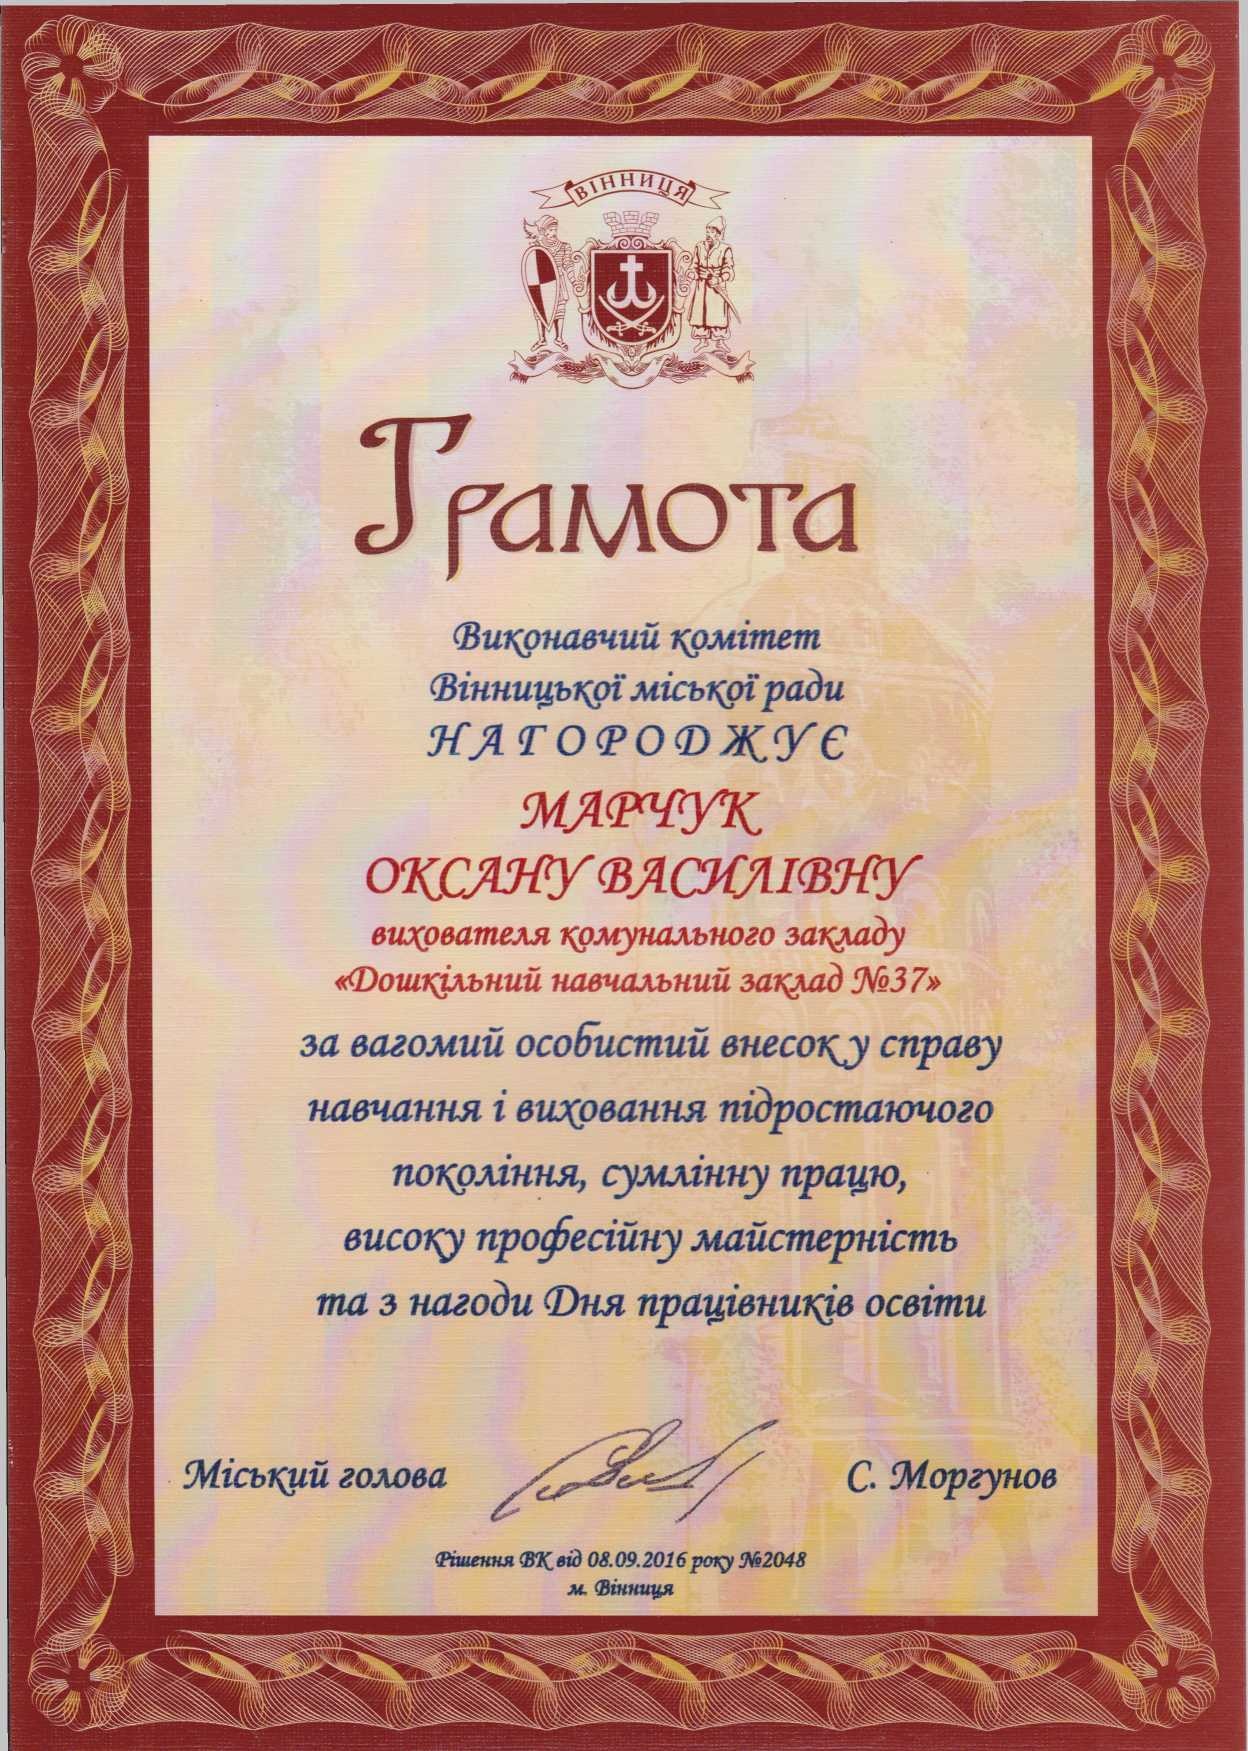 ВІННИЦЯ
Грамота
Виконавчий комітет
Вінницької міської ради
НАГОРОДЖУЄ
МАРЧУК
ОКСАНУ ВАСИЛІВНУ
вихователя комунального закладу
«Дошкільний навчальний заклад №37»
за вагомий особистий внесок у справу
навчання і виховання підростаючого
покоління, сумлінну працю,
високу професійну майстерність
та з нагоди Дня працівників освіти
Міський голова С. Моргунов
Рішення ВК від 08.09.2016 року №2048
м. Вінниця